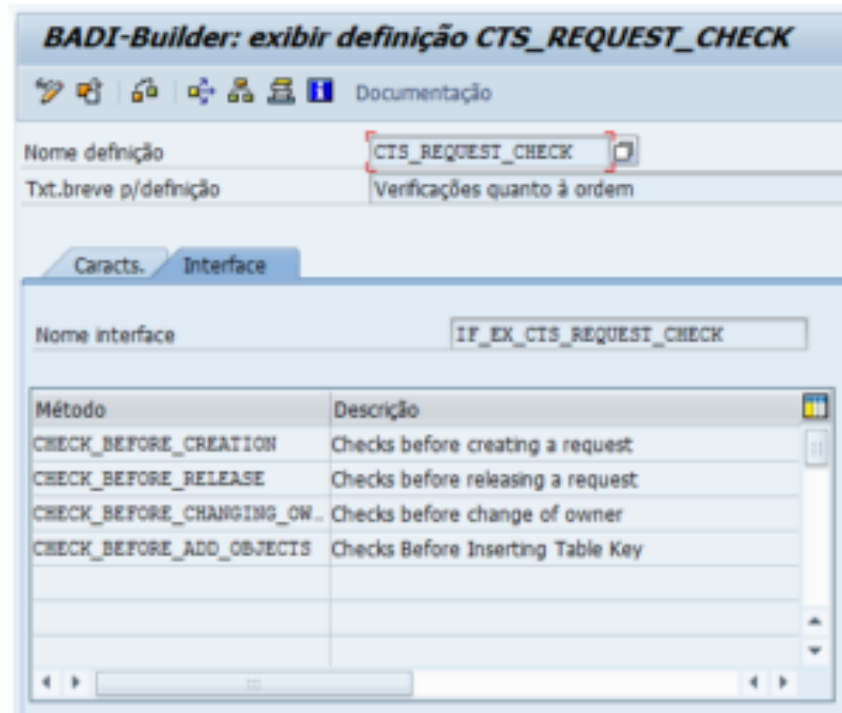 BADI-Builder: exibir definição CTS_REQUEST_CHECK
Documentação
Nome definição CTS_REQUEST_CHECK
Txt.breve p/definição Verificações quanto à ordem
Caracts. Interface
Nome interface IF_EX_CTS_REQUEST_CHECK
Método Descrição
CHECK_BEFORE_CREATION Checks before creating a request
CHECK_BEFORE_RELEASE Checks before releasing a request
CHECK_BEFORE_CHANGING_OW… Checks before change of owner
CHECK_BEFORE_ADD_OBJECTS Checks Before Inserting Table Key